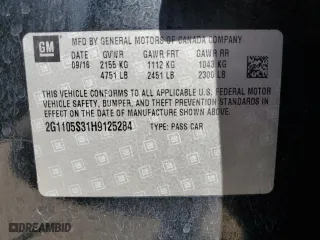 GM
MFD BY GENERAL MOTORS OF CANADA COMPANY
09/16 GVWR GAWR FRT GAWR RR
2155 KG 1112 KG 1043 KG
4751 LB 2451 LB 2300 LB
THIS VEHICLE CONFORMS TO ALL APPLICABLE U.S. FEDERAL MOTOR
VEHICLE SAFETY, BUMPER, AND THEFT PREVENTION STANDARDS IN
EFFECT ON THE DATE OF MANUFACTURE SHOWN ABOVE.
2G1105S31H9125284 TYPE: PASS CAR